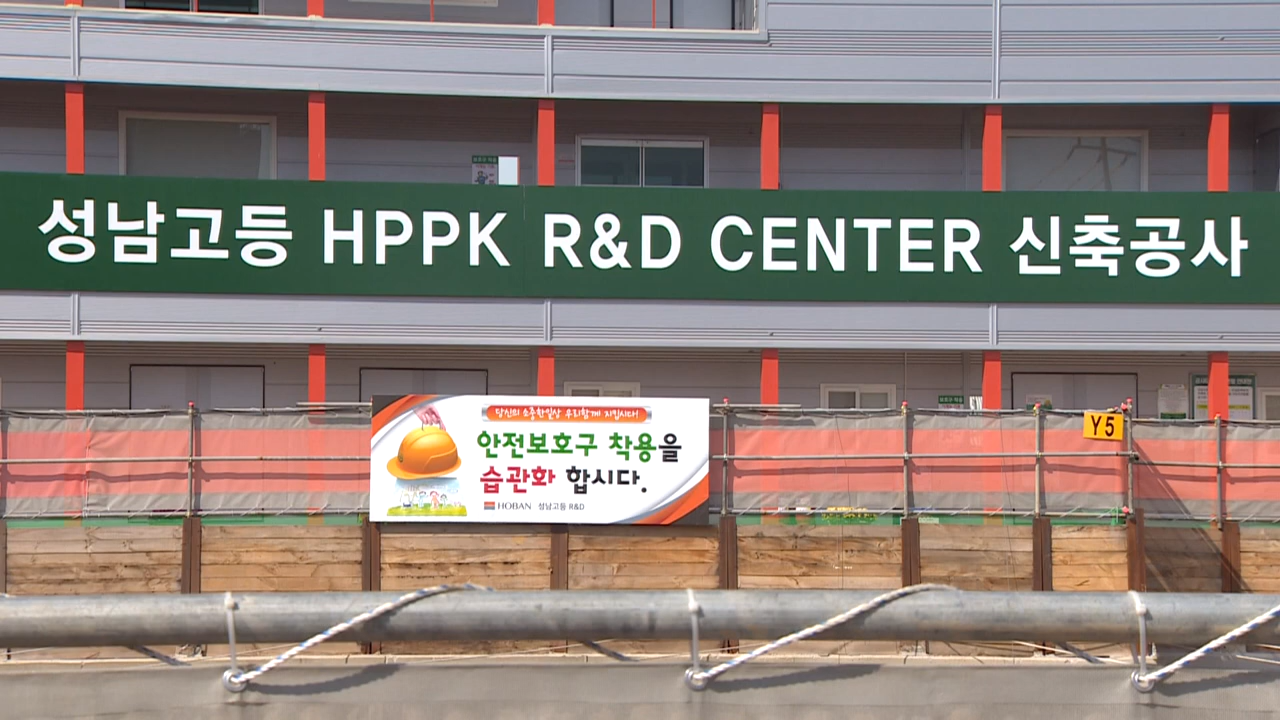 성남고등 HPPK R&D CENTER 신축공사
당신의 소중한일상 우리함께 지킵시다!
안전보호구 착용을
습관화 합시다.
HOBAN 성남고등 R&D
Y5